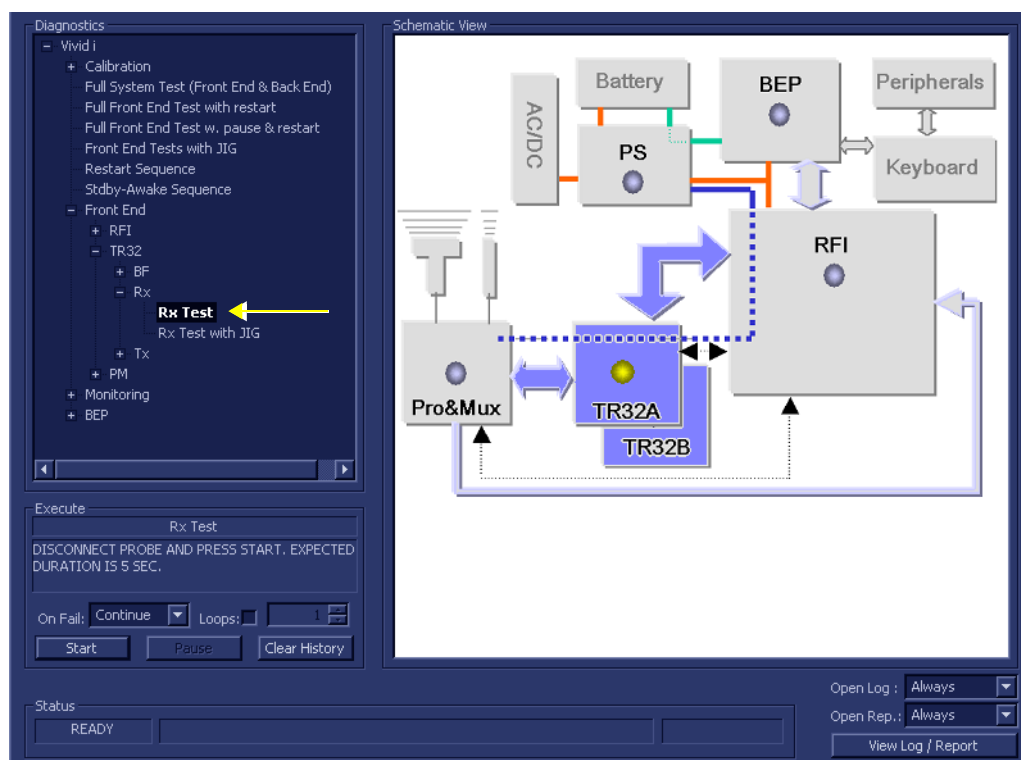 Diagnostics
Vivid i
Calibration
Full System Test (Front End & Back End)
Full Front End Test with restart
Full Front End Test w. pause & restart
Front End Tests with JIG
Restart Sequence
Stdby-Awake Sequence
Front End
RFI
TR32
BF
Rx
Rx Test
Rx Test with JIG
Tx
PM
Monitoring
BEP
Execute
Rx Test
DISCONNECT PROBE AND PRESS START. EXPECTED
DURATION IS 5 SEC.
On Fail: Continue Loops: 1
Start Pause Clear History
Schematic View
Battery
BEP
Peripherals
AC/DC
PS
Keyboard
RFI
Pro&Mux
TR32A
TR32B
Open Log : Always
Open Rep.: Always
View Log / Report
Status
READY